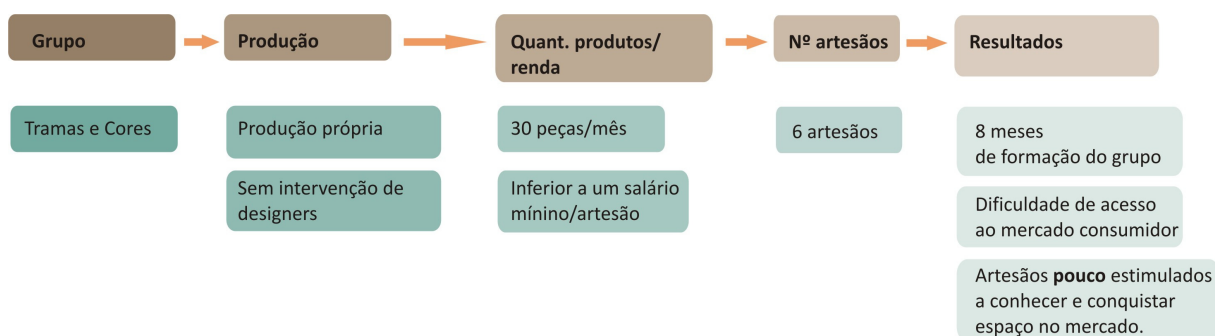 Grupo
Produção
Quant. produtos/
renda
Nº artesãos
Resultados
Tramas e Cores
Produção própria
Sem intervenção de
designers
30 peças/mês
Inferior a um salário
mínino/artesão
6 artesãos
8 meses
de formação do grupo
Dificuldade de acesso
ao mercado consumidor
Artesãos pouco estimulados
a conhecer e conquistar
espaço no mercado.